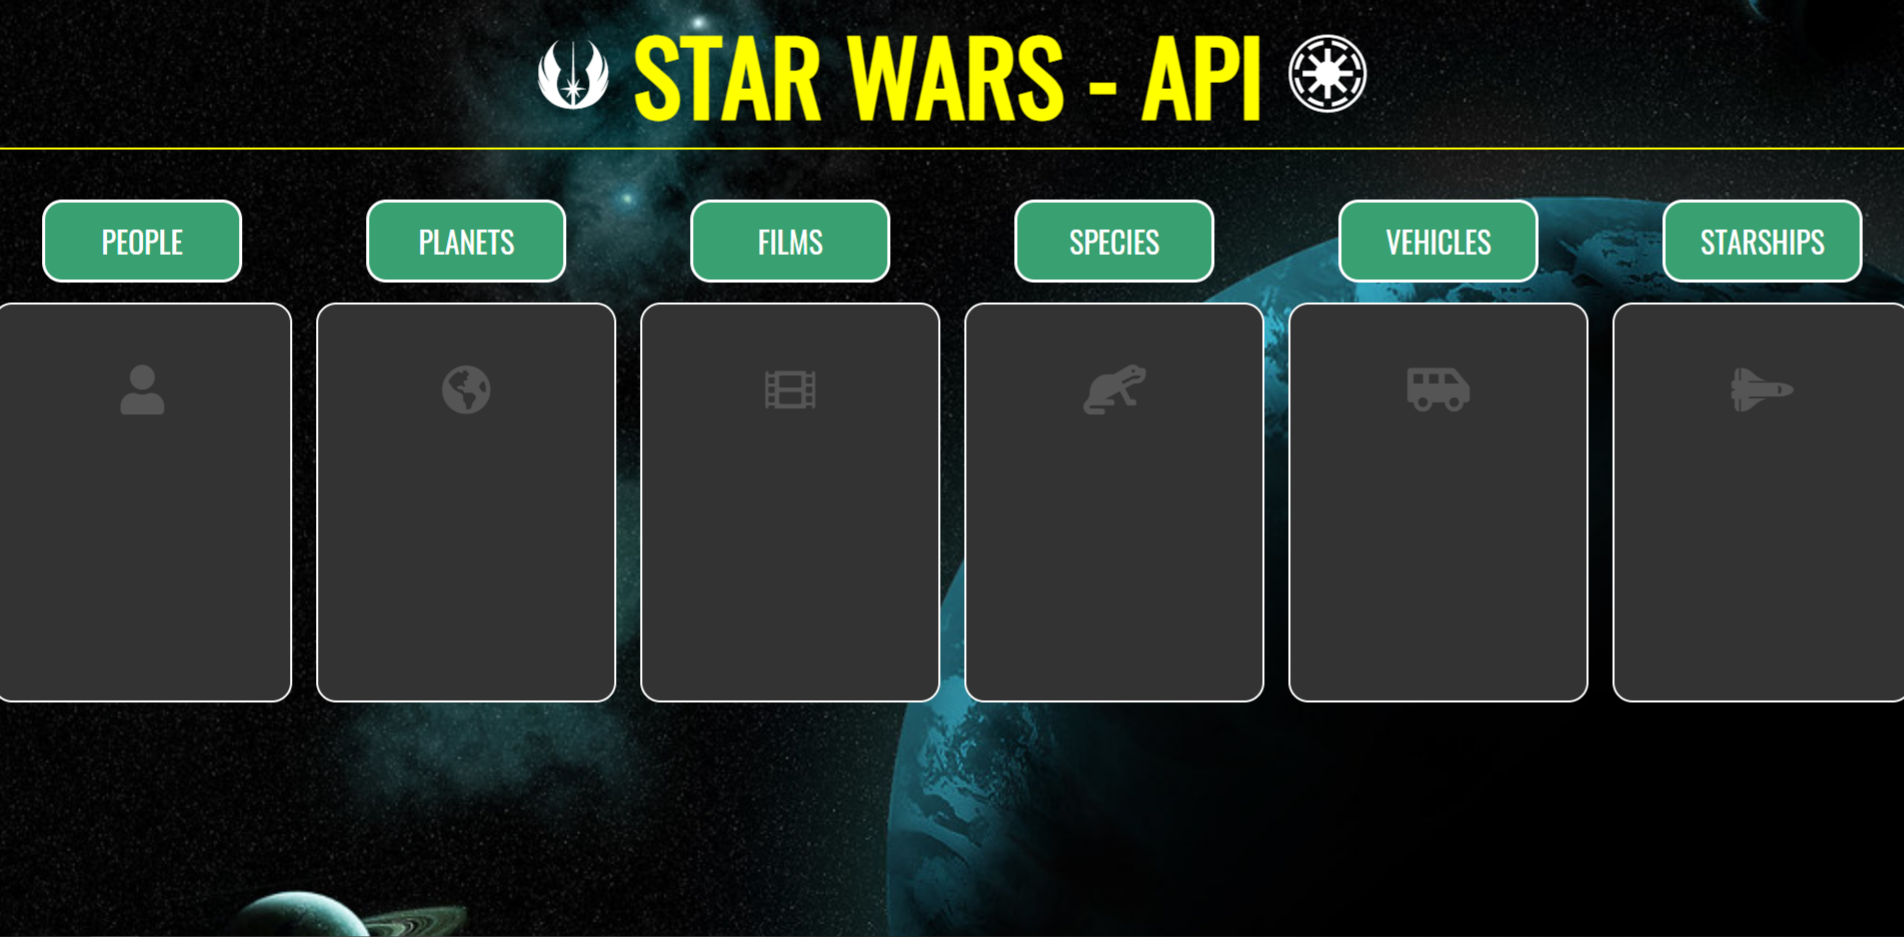 STAR WARS - API
PEOPLE
PLANETS
FILMS
SPECIES
VEHICLES
STARSHIPS